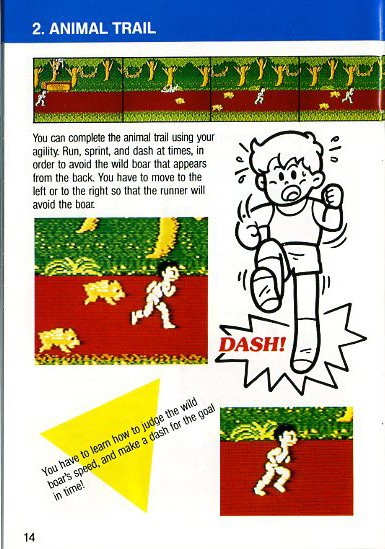 2. ANIMAL TRAIL
You can complete the animal trail using your
agility. Run, sprint, and dash at times, in
order to avoid the wild boar that appears
from the back. You have to move to the
left or to the right so that the runner will
avoid the boar.
DASH!
You have to learn how to judge the wild
boar's speed, and make a dash for the goal
in time!
14